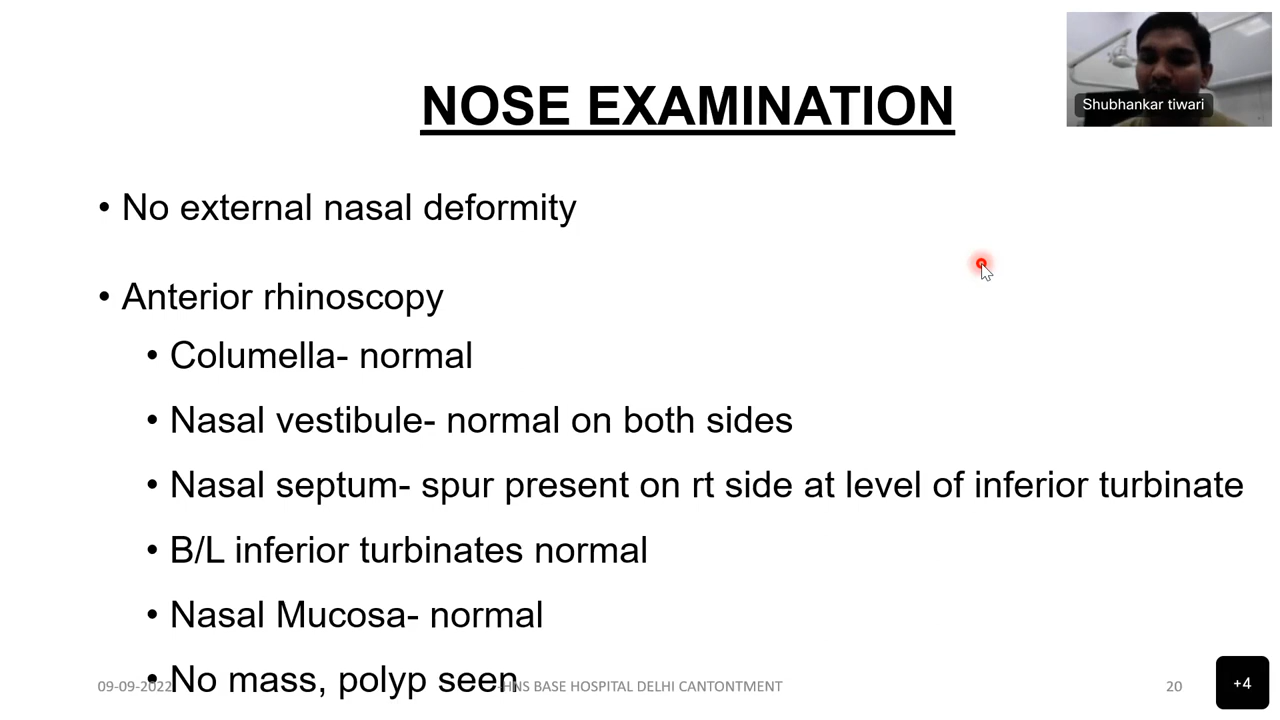 NOSE EXAMINATION
Shubhankar tiwari
• No external nasal deformity
• Anterior rhinoscopy
• Columella- normal
• Nasal vestibule- normal on both sides
• Nasal septum- spur present on rt side at level of inferior turbinate
• B/L inferior turbinates normal
• Nasal Mucosa- normal
• No mass, polyp seen
09-09-2022
HNS BASE HOSPITAL DELHI CANTONTMENT
20
+4